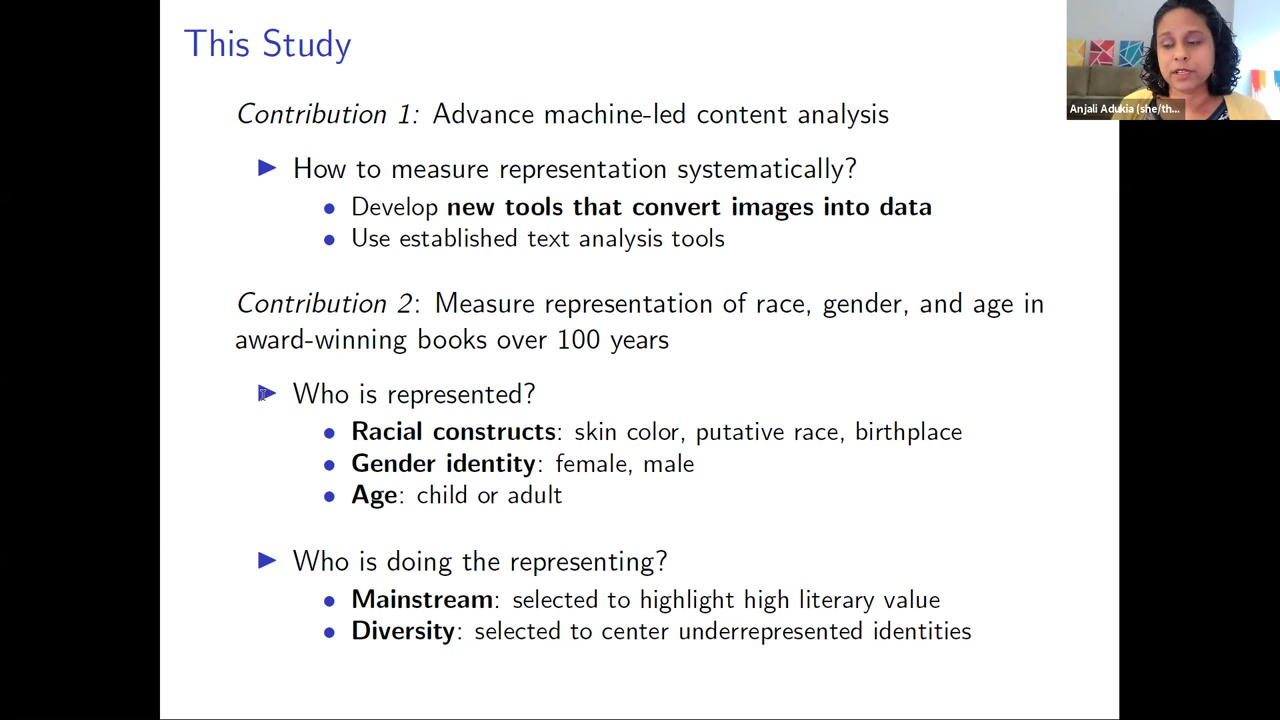 This Study
Anjali Adukia (she/th...
Contribution 1: Advance machine-led content analysis
How to measure representation systematically?
Develop new tools that convert images into data
Use established text analysis tools
Contribution 2: Measure representation of race, gender, and age in
award-winning books over 100 years
Who is represented?
Racial constructs: skin color, putative race, birthplace
Gender identity: female, male
Age: child or adult
Who is doing the representing?
Mainstream: selected to highlight high literary value
Diversity: selected to center underrepresented identities